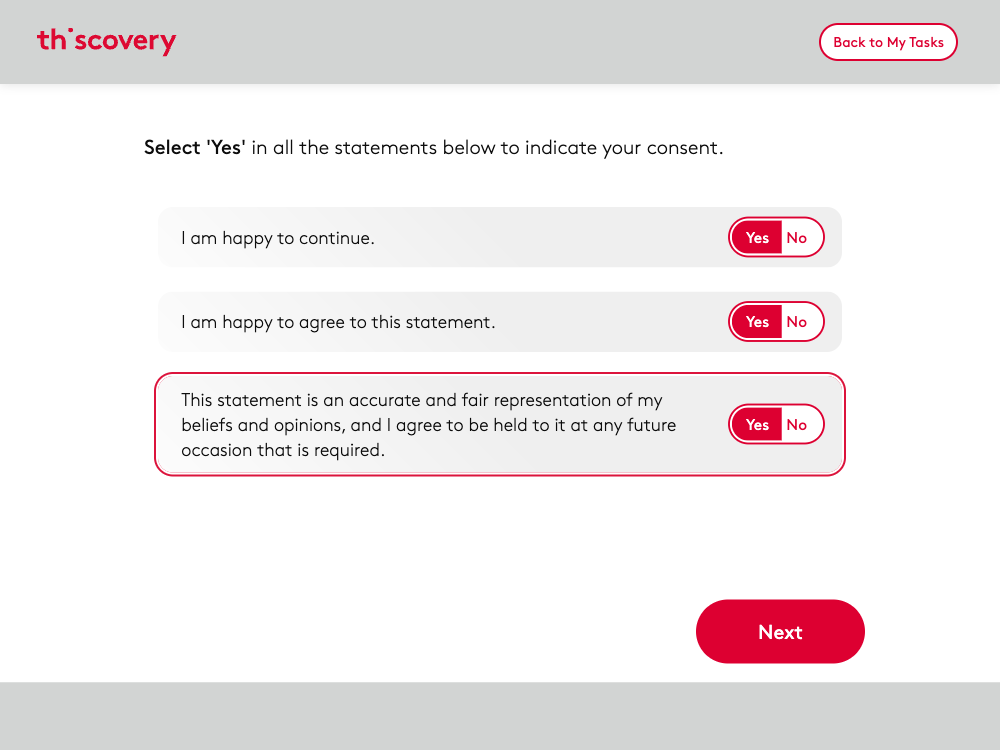 th·scovery
Back to My Tasks
Select 'Yes' in all the statements below to indicate your consent.
I am happy to continue.
Yes No
I am happy to agree to this statement.
Yes No
This statement is an accurate and fair representation of my
beliefs and opinions, and I agree to be held to it at any future
occasion that is required.
Yes No
Next